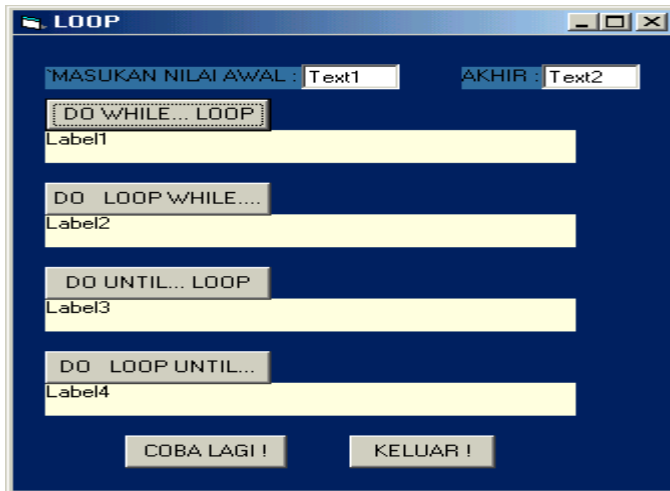 LOOP
`MASUKAN NILAI AWAL : Text1 AKHIR : Text2
DO WHILE... LOOP
Label1
DO LOOP WHILE....
Label2
DO UNTIL... LOOP
Label3
DO LOOP UNTIL...
Label4
COBA LAGI ! KELUAR !